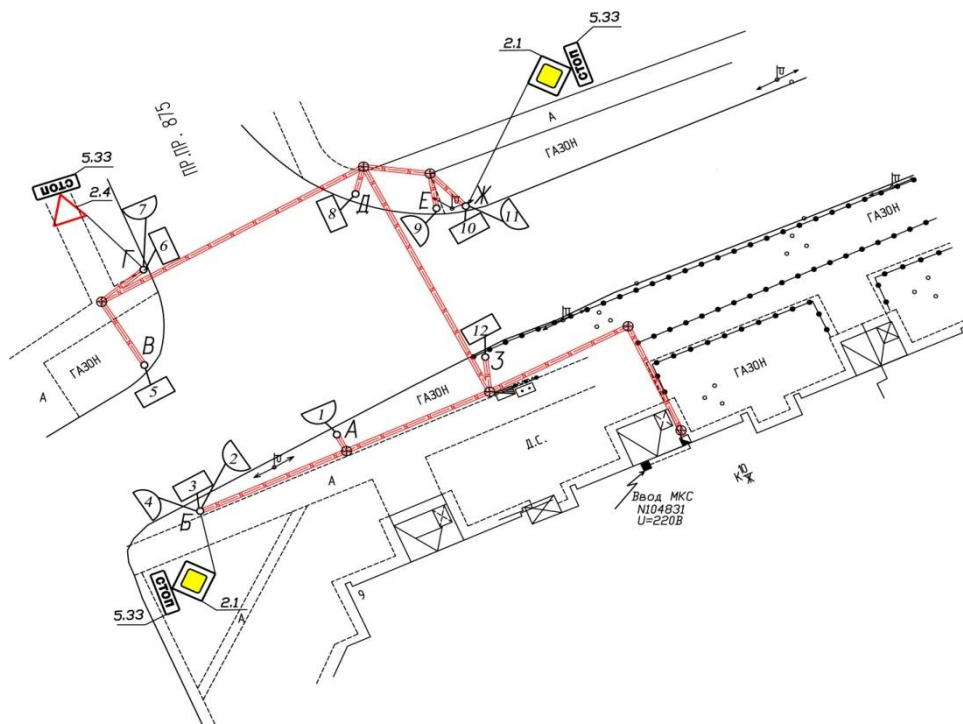 5.33
2.1
СТОП
А
ГАЗОН
ПР.ПР. 875
5.33
СТОП
2.4
7
6
Г
8
Д
Е
Ж
9
10
11
ГАЗОН
В
5
А
ГАЗОН
12
З
1
А
ГАЗОН
ГАЗОН
Д.С.
2
3
4
Б
А
К 10
Ж
Ввод МКС
N104831
U=220В
СТОП
5.33
2.1
А
9